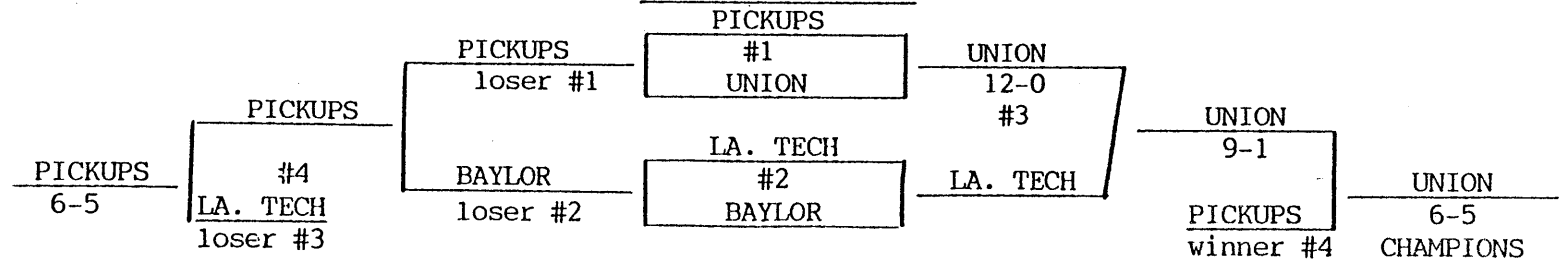 PICKUPS
PICKUPS #1 UNION
loser #1 UNION 12-0
PICKUPS #3 UNION
LA. TECH 9-1
PICKUPS #4 BAYLOR #2 LA. TECH UNION
6-5 LA. TECH loser #2 BAYLOR PICKUPS 6-5
loser #3 winner #4 CHAMPIONS